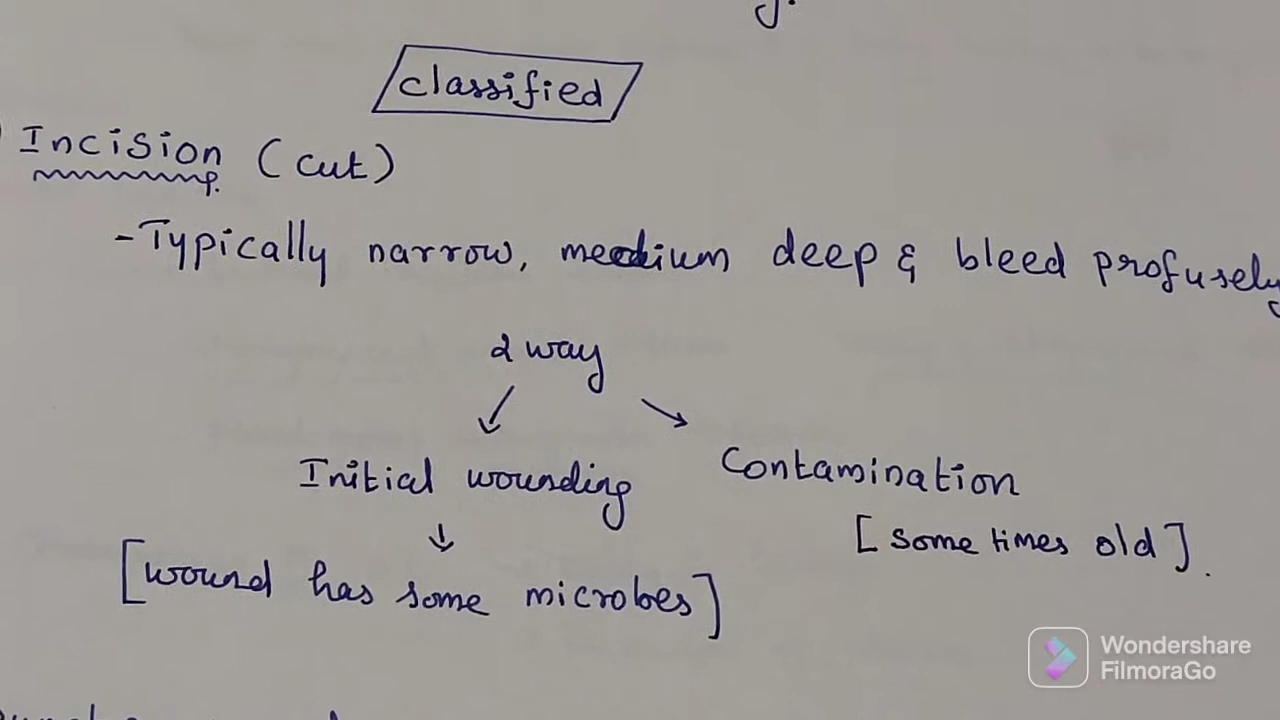 classified
Incision (cut)
- Typically narrow, medium deep & bleed profusely
2 way
↙ ↘
Initial wounding
Contamination
↓
[some times old].
[wound has some microbes]
Wondershare
FilmoraGo